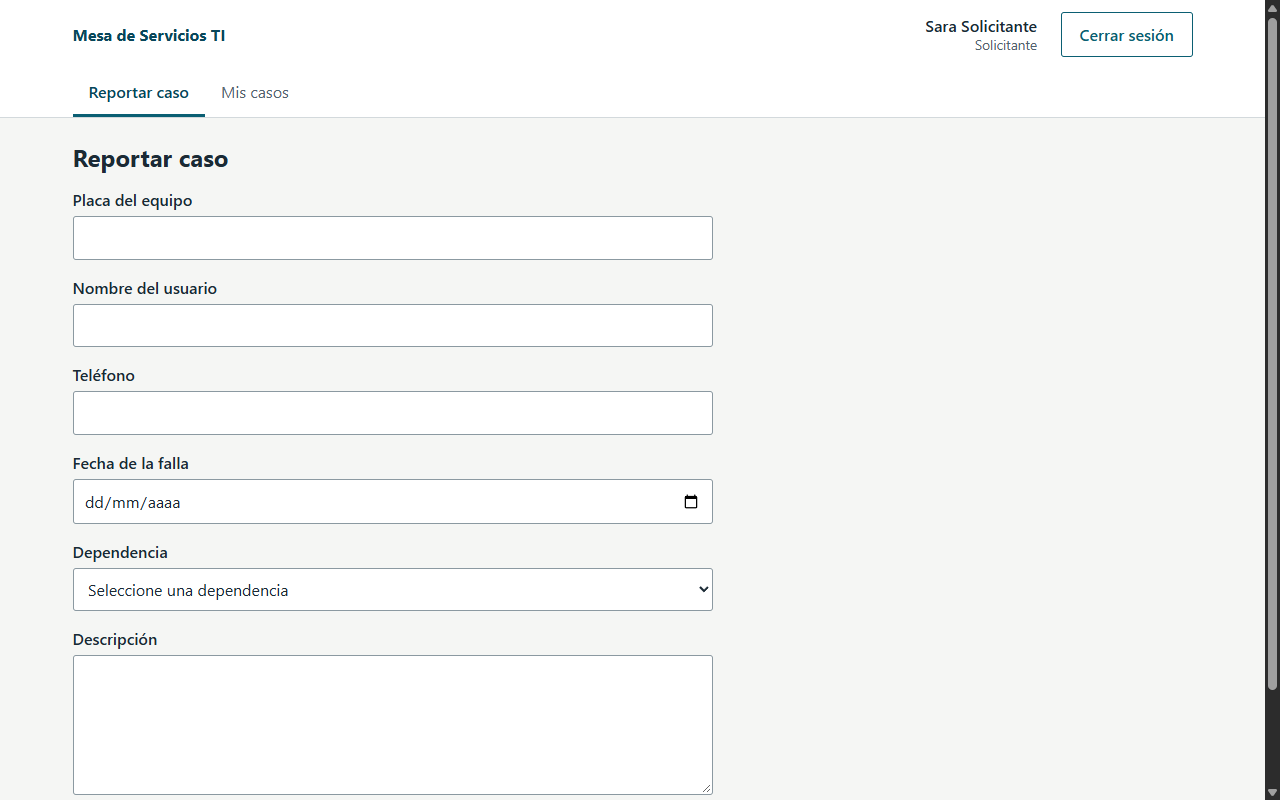 Mesa de Servicios TI
Sara Solicitante
Solicitante
Cerrar sesión
Reportar caso
Mis casos
Reportar caso
Placa del equipo
Nombre del usuario
Teléfono
Fecha de la falla
dd/mm/aaaa
Dependencia
Seleccione una dependencia
Descripción